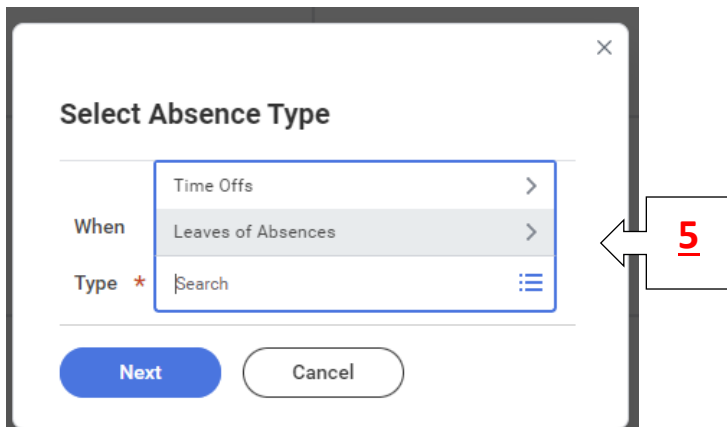 Select Absence Type
Time Offs
When
Leaves of Absences
Type * Search
Next Cancel
5